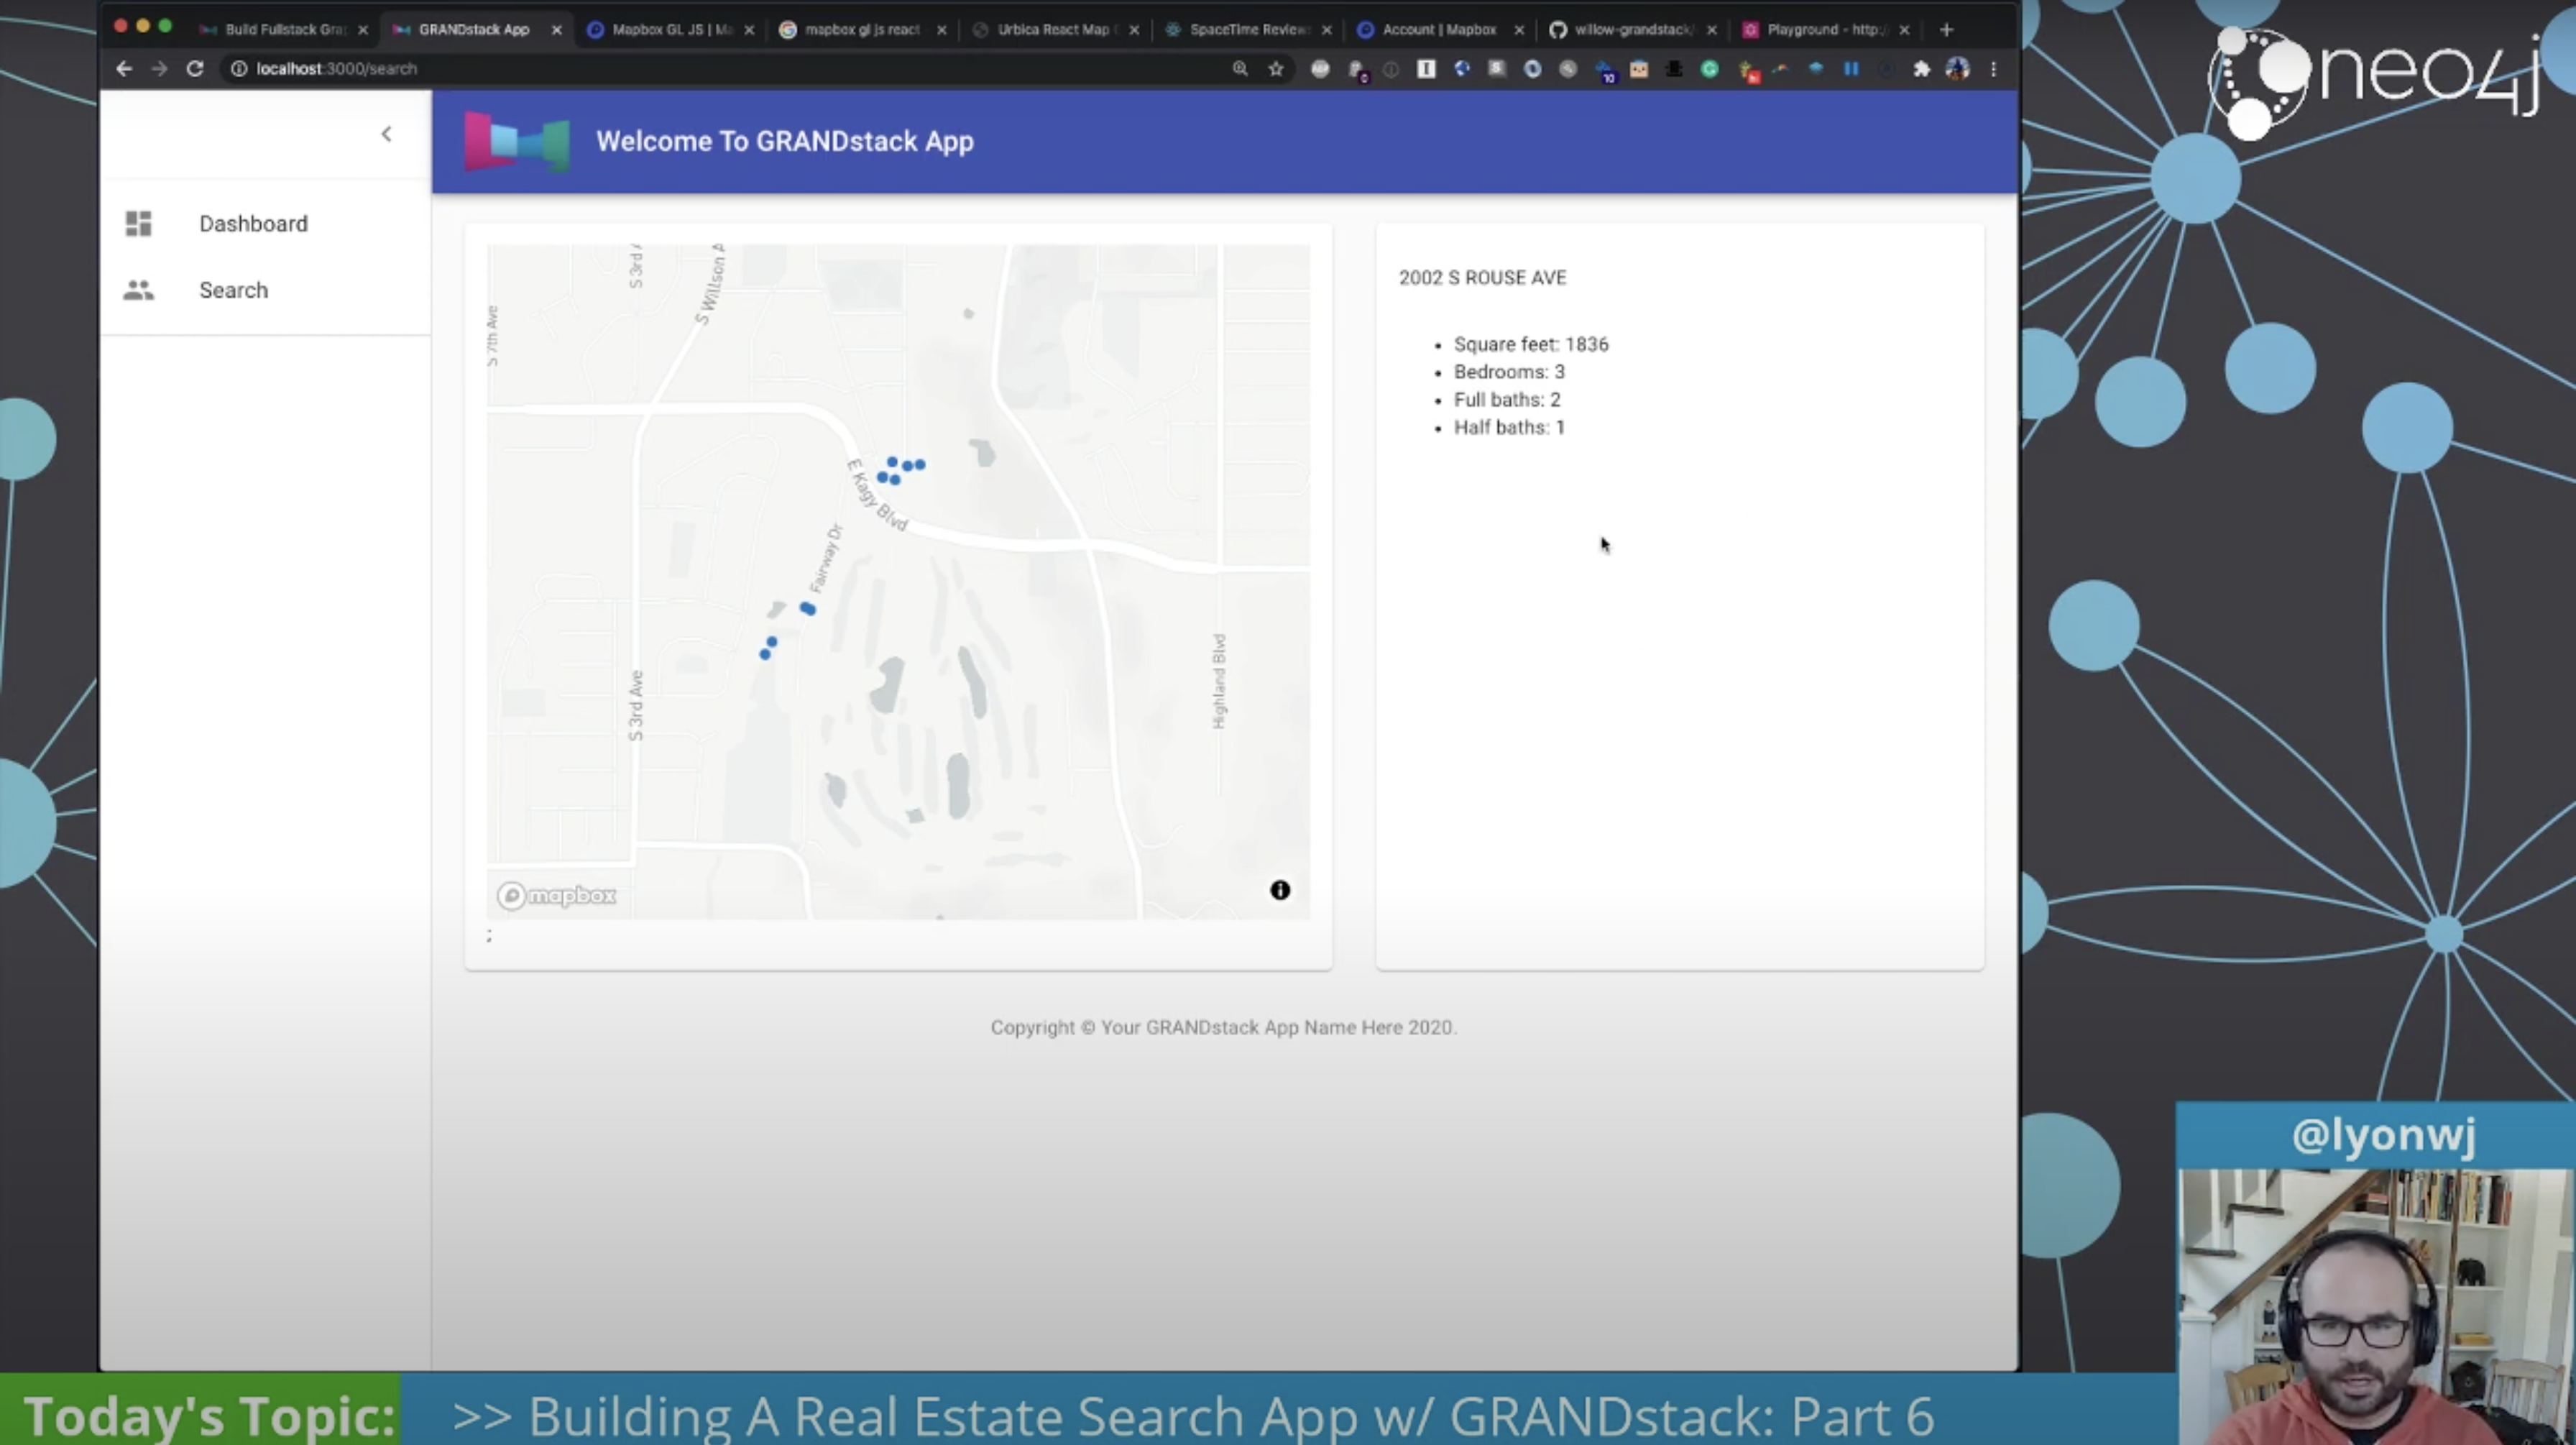 Build Fullstack Gra
GRANDstack App
Mapbox GL JS | Ma
mapbox gl js react
Urbica React Map
SpaceTime Review
Account | Mapbox
willow-grandstack/
Playground - http:/
localhost:3000/search
10
neo4j
Welcome To GRANDstack App
Dashboard
Search
S 3rd A
S Willson A
S 7th Ave
E Kagy Blvd
Fairway Dr
S 3rd Ave
Highland Blvd
mapbox
;
2002 S ROUSE AVE
• Square feet: 1836
• Bedrooms: 3
• Full baths: 2
• Half baths: 1
Copyright © Your GRANDstack App Name Here 2020.
@lyonwj
Today's Topic:
>> Building A Real Estate Search App w/ GRANDstack: Part 6